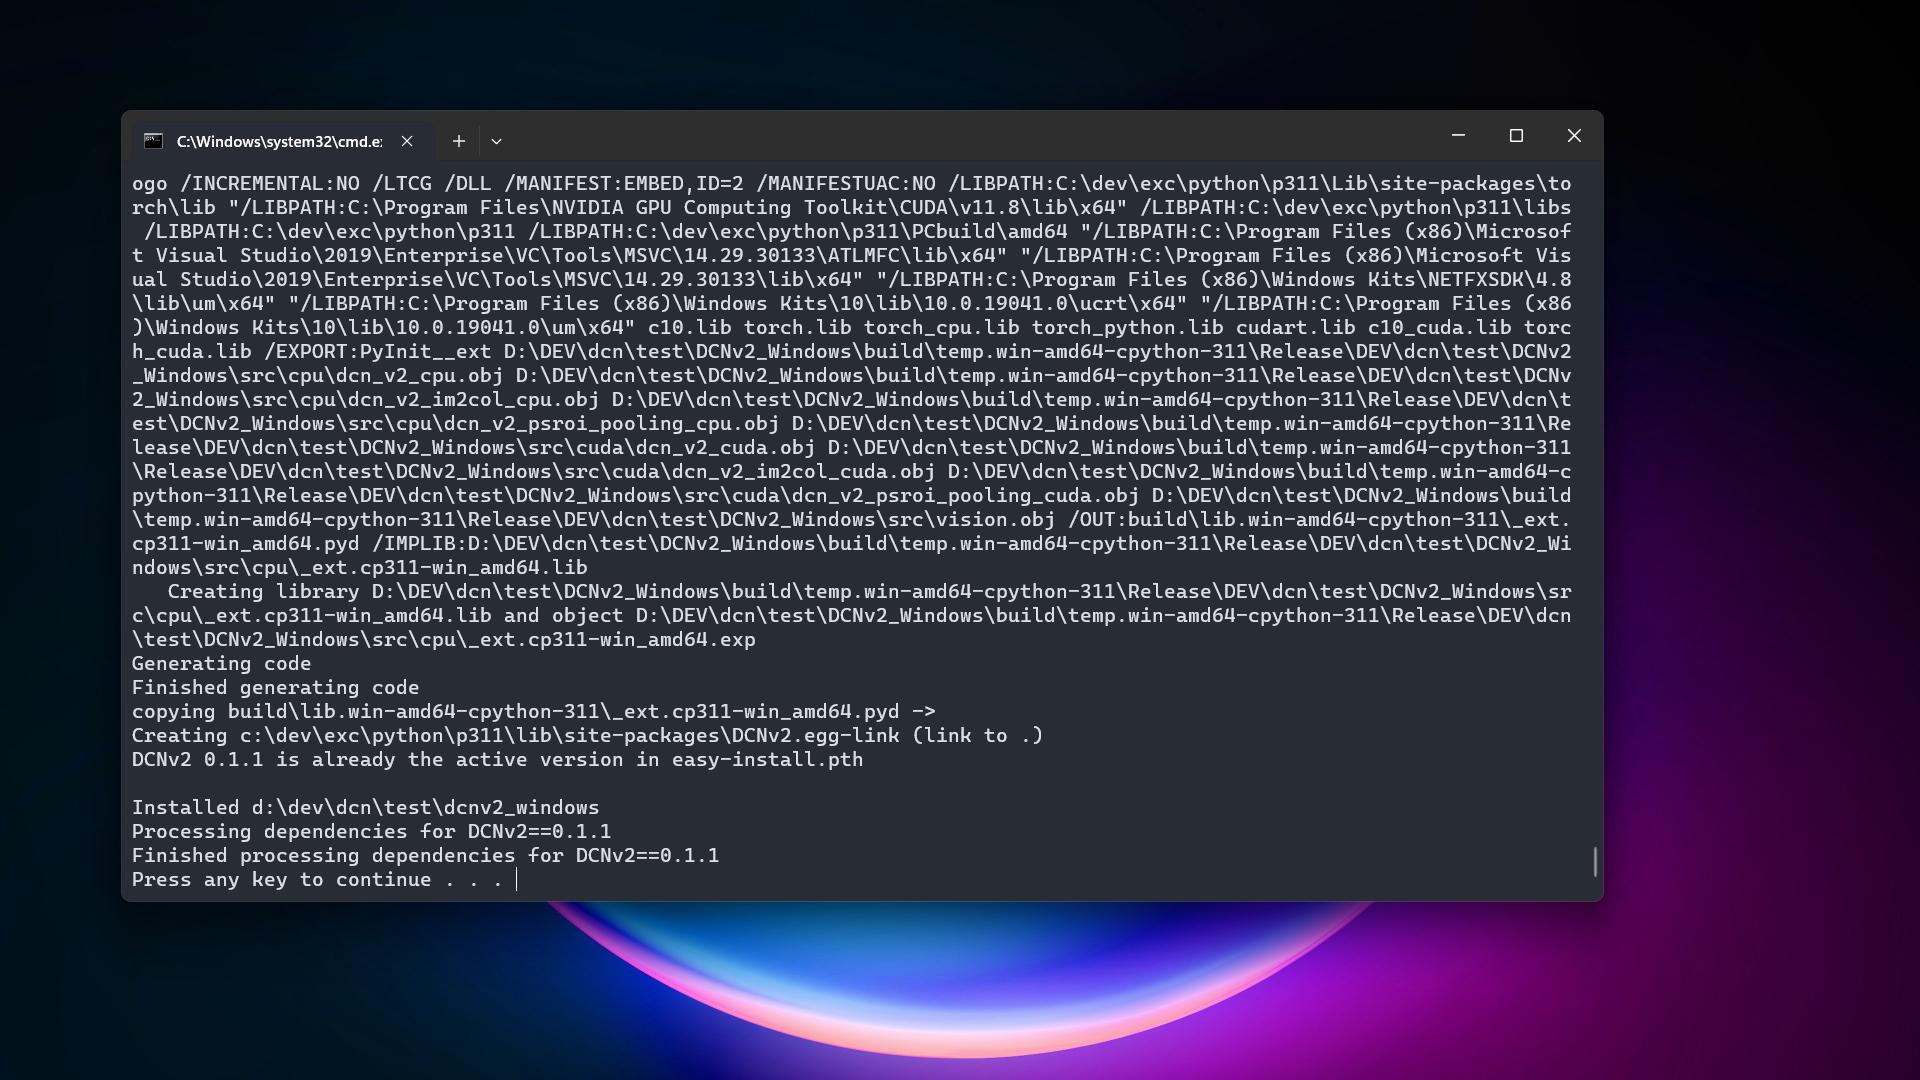 C:\Windows\system32\cmd.e
ogo /INCREMENTAL:NO /LTCG /DLL /MANIFEST:EMBED,ID=2 /MANIFESTUAC:NO /LIBPATH:C:\dev\exc\python\p311\Lib\site-packages\to
rch\lib "/LIBPATH:C:\Program Files\NVIDIA GPU Computing Toolkit\CUDA\v11.8\lib\x64" /LIBPATH:C:\dev\exc\python\p311\libs
/LIBPATH:C:\dev\exc\python\p311 /LIBPATH:C:\dev\exc\python\p311\PCbuild\amd64 "/LIBPATH:C:\Program Files (x86)\Microsof
t Visual Studio\2019\Enterprise\VC\Tools\MSVC\14.29.30133\ATLMFC\lib\x64" "/LIBPATH:C:\Program Files (x86)\Microsoft Vis
ual Studio\2019\Enterprise\VC\Tools\MSVC\14.29.30133\lib\x64" "/LIBPATH:C:\Program Files (x86)\Windows Kits\NETFXSDK\4.8
\lib\um\x64" "/LIBPATH:C:\Program Files (x86)\Windows Kits\10\lib\10.0.19041.0\ucrt\x64" "/LIBPATH:C:\Program Files (x86
)\Windows Kits\10\lib\10.0.19041.0\um\x64" c10.lib torch.lib torch_cpu.lib torch_python.lib cudart.lib c10_cuda.lib torc
h_cuda.lib /EXPORT:PyInit__ext D:\DEV\dcn\test\DCNv2_Windows\build\temp.win-amd64-cpython-311\Release\DEV\dcn\test\DCNv2
_Windows\src\cpu\dcn_v2_cpu.obj D:\DEV\dcn\test\DCNv2_Windows\build\temp.win-amd64-cpython-311\Release\DEV\dcn\test\DCNv
2_Windows\src\cpu\dcn_v2_im2col_cpu.obj D:\DEV\dcn\test\DCNv2_Windows\build\temp.win-amd64-cpython-311\Release\DEV\dcn\t
est\DCNv2_Windows\src\cpu\dcn_v2_psroi_pooling_cpu.obj D:\DEV\dcn\test\DCNv2_Windows\build\temp.win-amd64-cpython-311\Re
lease\DEV\dcn\test\DCNv2_Windows\src\cuda\dcn_v2_cuda.obj D:\DEV\dcn\test\DCNv2_Windows\build\temp.win-amd64-cpython-311
\Release\DEV\dcn\test\DCNv2_Windows\src\cuda\dcn_v2_im2col_cuda.obj D:\DEV\dcn\test\DCNv2_Windows\build\temp.win-amd64-c
python-311\Release\DEV\dcn\test\DCNv2_Windows\src\cuda\dcn_v2_psroi_pooling_cuda.obj D:\DEV\dcn\test\DCNv2_Windows\build
\temp.win-amd64-cpython-311\Release\DEV\dcn\test\DCNv2_Windows\src\vision.obj /OUT:build\lib.win-amd64-cpython-311\_ext.
cp311-win_amd64.pyd /IMPLIB:D:\DEV\dcn\test\DCNv2_Windows\build\temp.win-amd64-cpython-311\Release\DEV\dcn\test\DCNv2_Wi
ndows\src\cpu\_ext.cp311-win_amd64.lib
Creating library D:\DEV\dcn\test\DCNv2_Windows\build\temp.win-amd64-cpython-311\Release\DEV\dcn\test\DCNv2_Windows\sr
c\cpu\_ext.cp311-win_amd64.lib and object D:\DEV\dcn\test\DCNv2_Windows\build\temp.win-amd64-cpython-311\Release\DEV\dcn
\test\DCNv2_Windows\src\cpu\_ext.cp311-win_amd64.exp
Generating code
Finished generating code
copying build\lib.win-amd64-cpython-311\_ext.cp311-win_amd64.pyd ->
Creating c:\dev\exc\python\p311\lib\site-packages\DCNv2.egg-link (link to .)
DCNv2 0.1.1 is already the active version in easy-install.pth
Installed d:\dev\dcn\test\dcnv2_windows
Processing dependencies for DCNv2==0.1.1
Finished processing dependencies for DCNv2==0.1.1
Press any key to continue . . .